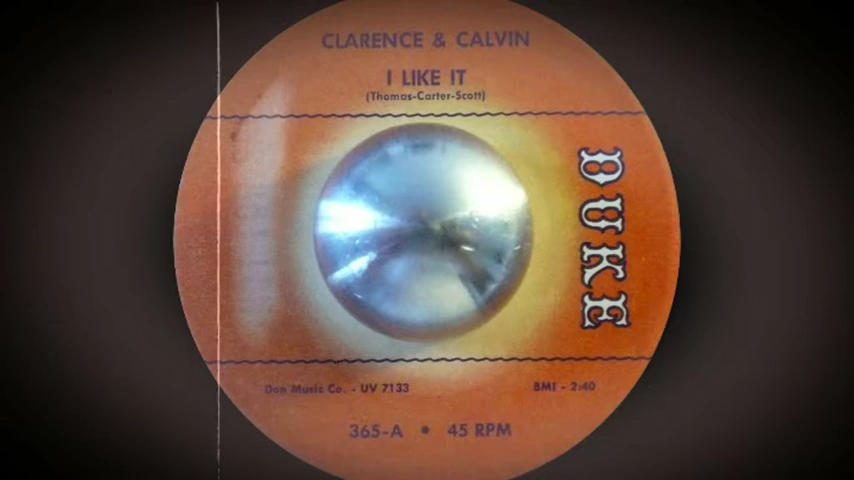 CLARENCE & CALVIN
I LIKE IT
(Thomas-Carter-Scott)
DUKE
Don Music Co. - UV 7133
BMI - 2:40
365-A • 45 RPM